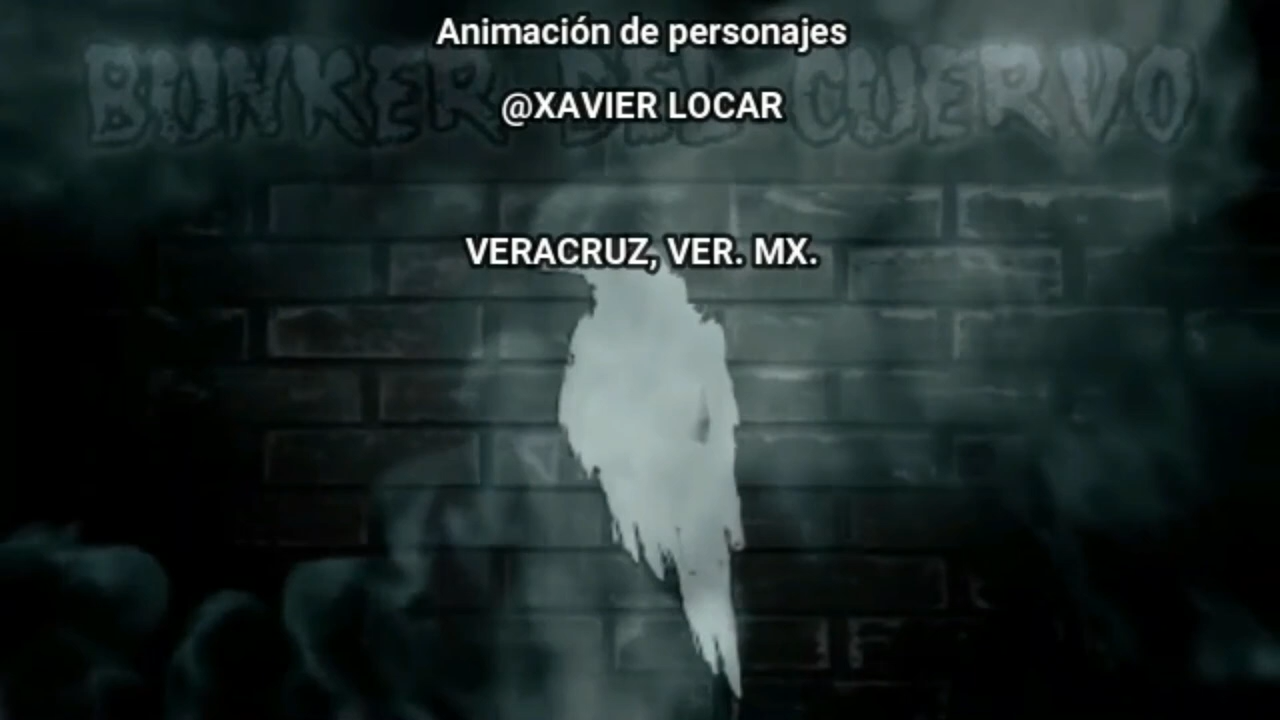 Animación de personajes
BUNKER DEL CUERVO
@XAVIER LOCAR
VERACRUZ, VER. MX.